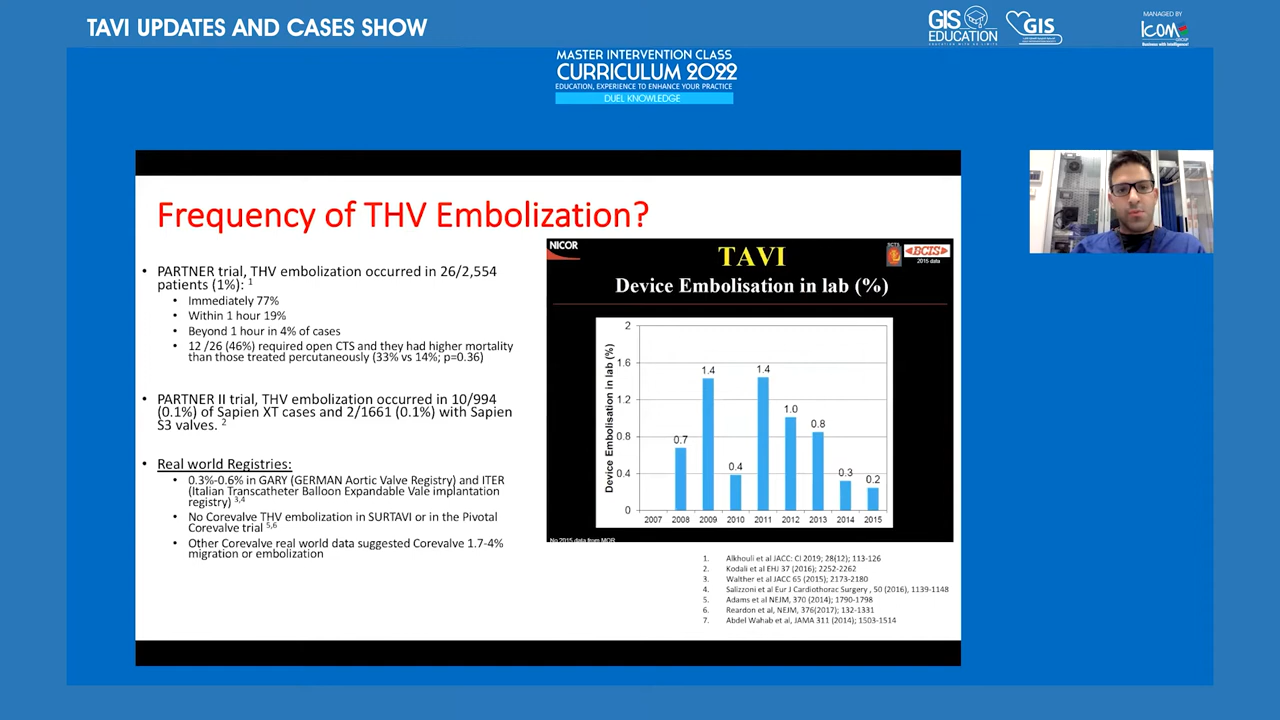 TAVI UPDATES AND CASES SHOW
GIS
EDUCATION
GIS
MANAGED BY
ICOM
GROUP
Business with Intelligence!
MASTER INTERVENTION CLASS
CURRICULUM 2022
EDUCATION, EXPERIENCE TO ENHANCE YOUR PRACTICE
DUEL KNOWLEDGE
Frequency of THV Embolization?
• PARTNER trial, THV embolization occurred in 26/2,554
patients (1%): 1
• Immediately 77%
• Within 1 hour 19%
• Beyond 1 hour in 4% of cases
• 12 /26 (46%) required open CTS and they had higher mortality
than those treated percutaneously (33% vs 14%; p=0.36)
• PARTNER II trial, THV embolization occurred in 10/994
(0.1%) of Sapien XT cases and 2/1661 (0.1%) with Sapien
S3 valves. 2
• Real world Registries:
• 0.3%-0.6% in GARY (GERMAN Aortic Valve Registry) and ITER
(Italian Transcatheter Balloon Expandable Vale implantation
registry) 3,4
• No Corevalve THV embolization in SURTAVI or in the Pivotal
Corevalve trial 5,6
• Other Corevalve real world data suggested Corevalve 1.7-4%
migration or embolization
NICOR
TAVI
BCIS
2015 data
Device Embolisation in lab (%)
Device Embolisation in lab (%)
2
1.6
1.2
0.8
0.4
0
0.7
1.4
0.4
1.4
1.0
0.8
0.3
0.2
2007 2008 2009 2010 2011 2012 2013 2014 2015
No 2015 data from MOR
1. Alkhouli et al JACC: CI 2019; 28(12); 113-126
2. Kodali et al EHJ 37 (2016); 2252-2262
3. Walther et al JACC 65 (2015); 2173-2180
4. Salizzoni et al Eur J Cardiothorac Surgery , 50 (2016), 1139-1148
5. Adams et al NEJM, 370 (2014); 1790-1798
6. Reardon et al, NEJM, 376(2017); 132-1331
7. Abdel Wahab et al, JAMA 311 (2014); 1503-1514